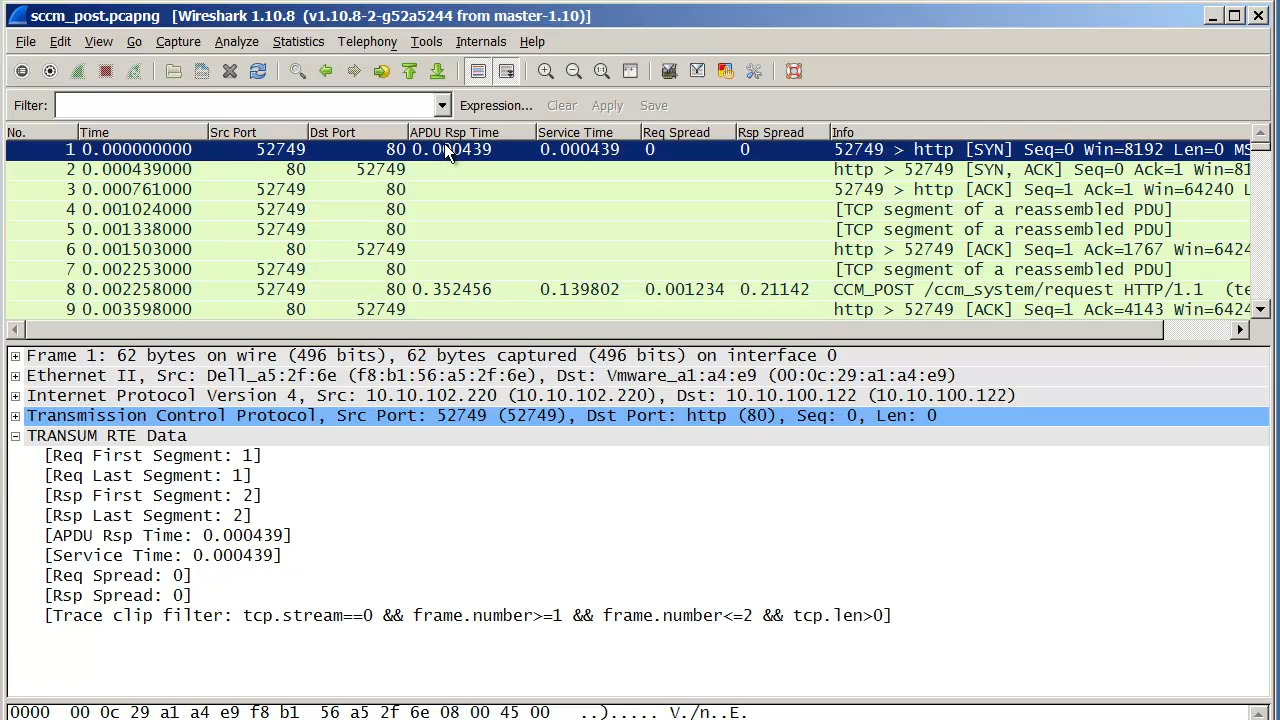 sccm_post.pcapng [Wireshark 1.10.8 (v1.10.8-2-g52a5244 from master-1.10)]
File Edit View Go Capture Analyze Statistics Telephony Tools Internals Help
Filter: Expression... Clear Apply Save
No. Time Src Port Dst Port APDU Rsp Time Service Time Req Spread Rsp Spread Info
1 0.000000000 52749 80 0.000439 0.000439 0 0 52749 > http [SYN] Seq=0 Win=8192 Len=0 MS
2 0.000439000 80 52749 http > 52749 [SYN, ACK] Seq=0 Ack=1 Win=81
3 0.000761000 52749 80 52749 > http [ACK] Seq=1 Ack=1 Win=64240 L
4 0.001024000 52749 80 [TCP segment of a reassembled PDU]
5 0.001338000 52749 80 [TCP segment of a reassembled PDU]
6 0.001503000 80 52749 http > 52749 [ACK] Seq=1 Ack=1767 Win=6424
7 0.002253000 52749 80 [TCP segment of a reassembled PDU]
8 0.002258000 52749 80 0.352456 0.139802 0.001234 0.21142 CCM_POST /ccm_system/request HTTP/1.1 (te
9 0.003598000 80 52749 http > 52749 [ACK] Seq=1 Ack=4143 Win=6424
Frame 1: 62 bytes on wire (496 bits), 62 bytes captured (496 bits) on interface 0
Ethernet II, Src: Dell_a5:2f:6e (f8:b1:56:a5:2f:6e), Dst: Vmware_a1:a4:e9 (00:0c:29:a1:a4:e9)
Internet Protocol Version 4, Src: 10.10.102.220 (10.10.102.220), Dst: 10.10.100.122 (10.10.100.122)
Transmission Control Protocol, Src Port: 52749 (52749), Dst Port: http (80), Seq: 0, Len: 0
TRANSUM RTE Data
[Req First Segment: 1]
[Req Last Segment: 1]
[Rsp First Segment: 2]
[Rsp Last Segment: 2]
[APDU Rsp Time: 0.000439]
[Service Time: 0.000439]
[Req Spread: 0]
[Rsp Spread: 0]
[Trace clip filter: tcp.stream==0 && frame.number>=1 && frame.number<=2 && tcp.len>0]
0000 00 0c 29 a1 a4 e9 f8 b1 56 a5 2f 6e 08 00 45 00 ..)..... V./n..E.